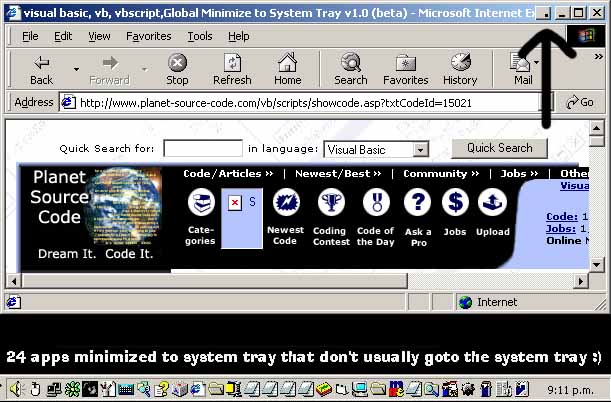 visual basic, vb, vbscript,Global Minimize to System Tray v1.0 (beta) - Microsoft Internet Ex
File Edit View Favorites Tools Help
Back Forward Stop Refresh Home Search Favorites History Mail
Address http://www.planet-source-code.com/vb/scripts/showcode.asp?txtCodeId=15021 Go
Quick Search for: in language: Visual Basic Quick Search
Planet
Source
Code
Dream It. Code It.
Code/Articles » | Newest/Best » | Community » | Jobs » | Other
S
Cate-
gories
Newest
Code
Coding
Contest
Code of
the Day
Ask a
Pro
Jobs
Upload
Visua
Code: 1
Jobs: 1
Online N
Internet
24 apps minimized to system tray that don't usually goto the system tray :)
9:11 p.m.